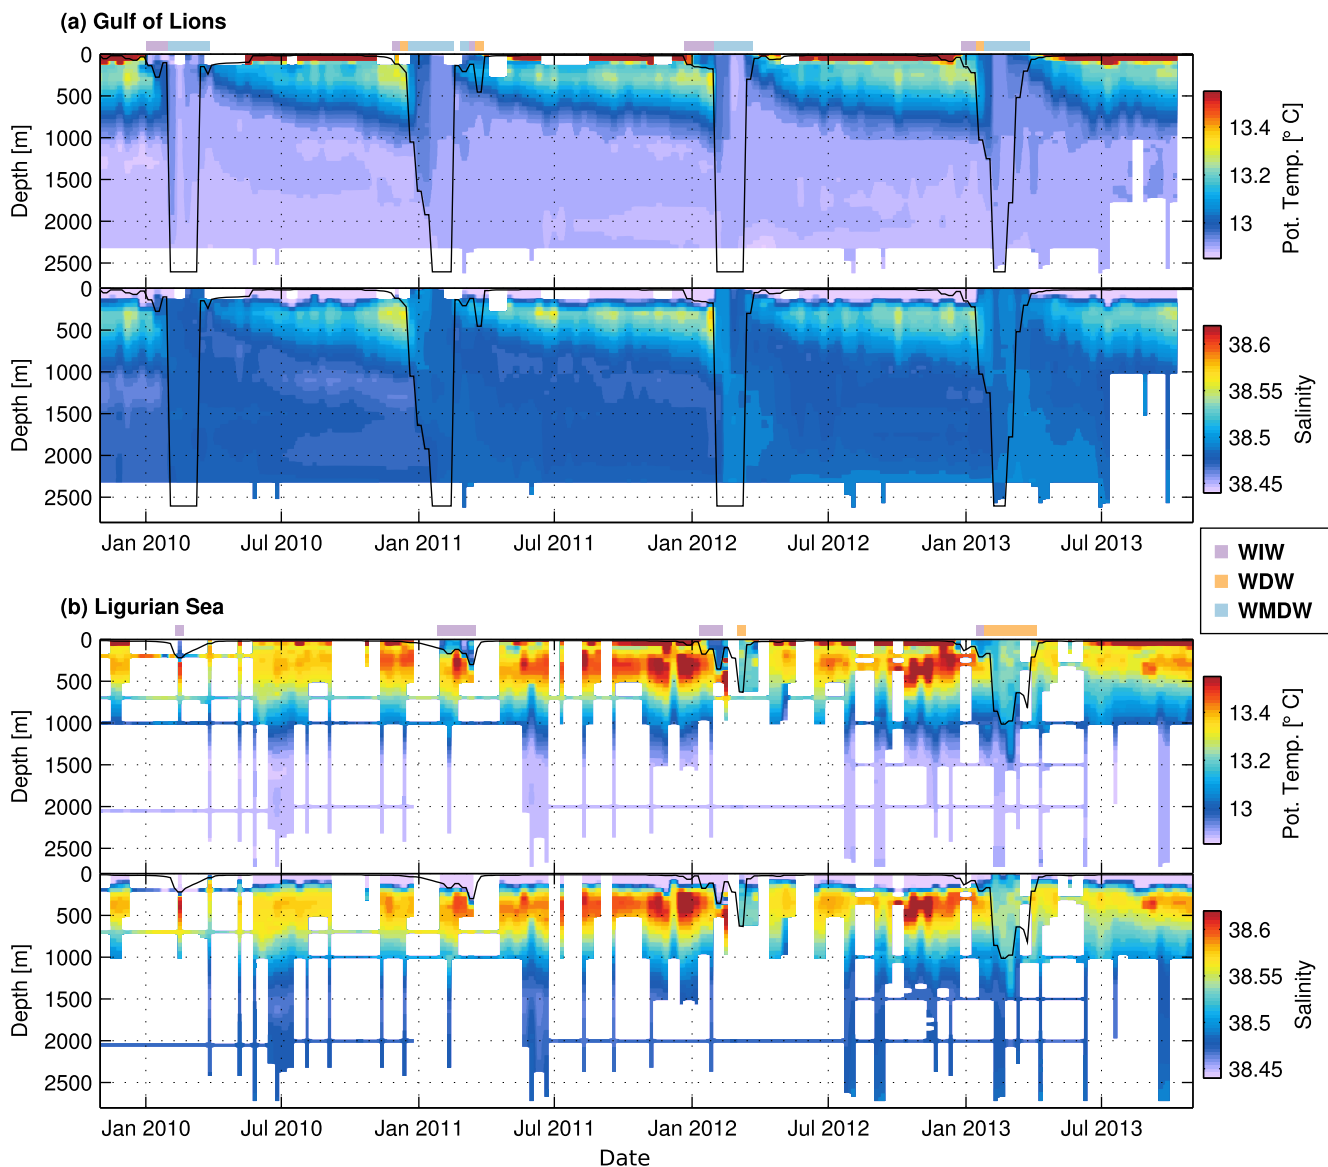 (a) Gulf of Lions
0
500
1000
1500
2000
2500
Depth [m]
13.4
13.2
13
Pot. Temp. [° C]
0
500
1000
1500
2000
2500
Depth [m]
38.6
38.55
38.5
38.45
Salinity
Jan 2010 Jul 2010 Jan 2011 Jul 2011 Jan 2012 Jul 2012 Jan 2013 Jul 2013
WIW
WDW
WMDW
(b) Ligurian Sea
0
500
1000
1500
2000
2500
Depth [m]
13.4
13.2
13
Pot. Temp. [° C]
0
500
1000
1500
2000
2500
Depth [m]
38.6
38.55
38.5
38.45
Salinity
Jan 2010 Jul 2010 Jan 2011 Jul 2011 Jan 2012 Jul 2012 Jan 2013 Jul 2013
Date